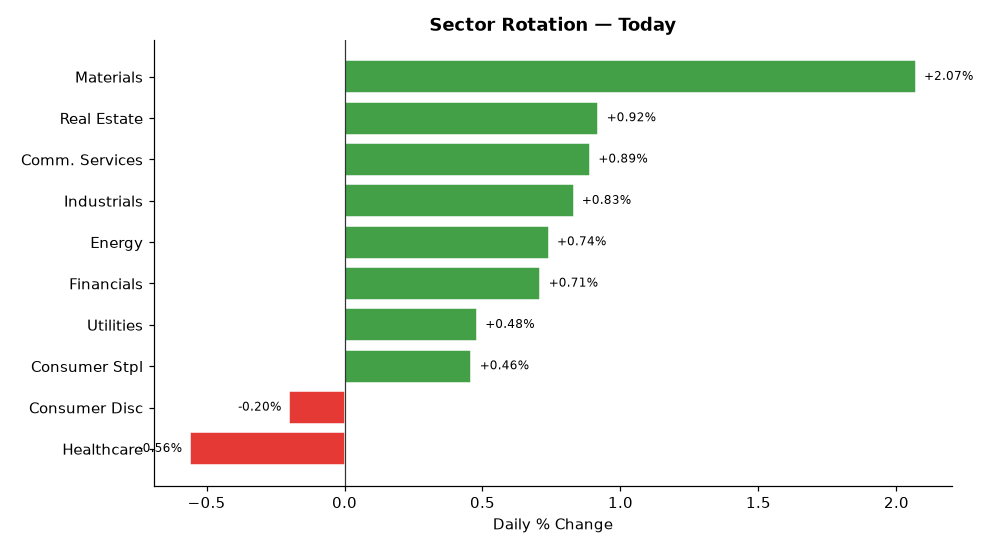 Sector Rotation — Today
Materials +2.07%
Real Estate +0.92%
Comm. Services +0.89%
Industrials +0.83%
Energy +0.74%
Financials +0.71%
Utilities +0.48%
Consumer Stpl +0.46%
Consumer Disc -0.20%
Healthcare -0.56%
−0.5 0.0 0.5 1.0 1.5 2.0
Daily % Change